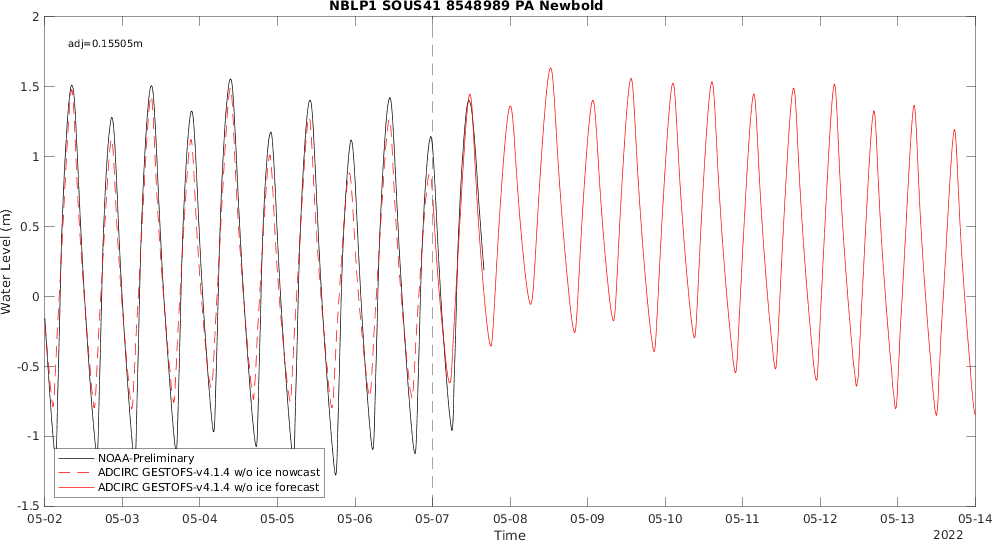 NBLP1 SOUS41 8548989 PA Newbold
adj=0.15505m
2
1.5
1
0.5
0
-0.5
-1
-1.5
Water Level (m)
NOAA-Preliminary
ADCIRC GESTOFS-v4.1.4 w/o ice nowcast
ADCIRC GESTOFS-v4.1.4 w/o ice forecast
05-02 05-03 05-04 05-05 05-06 05-07 05-08 05-09 05-10 05-11 05-12 05-13 05-14
Time
2022